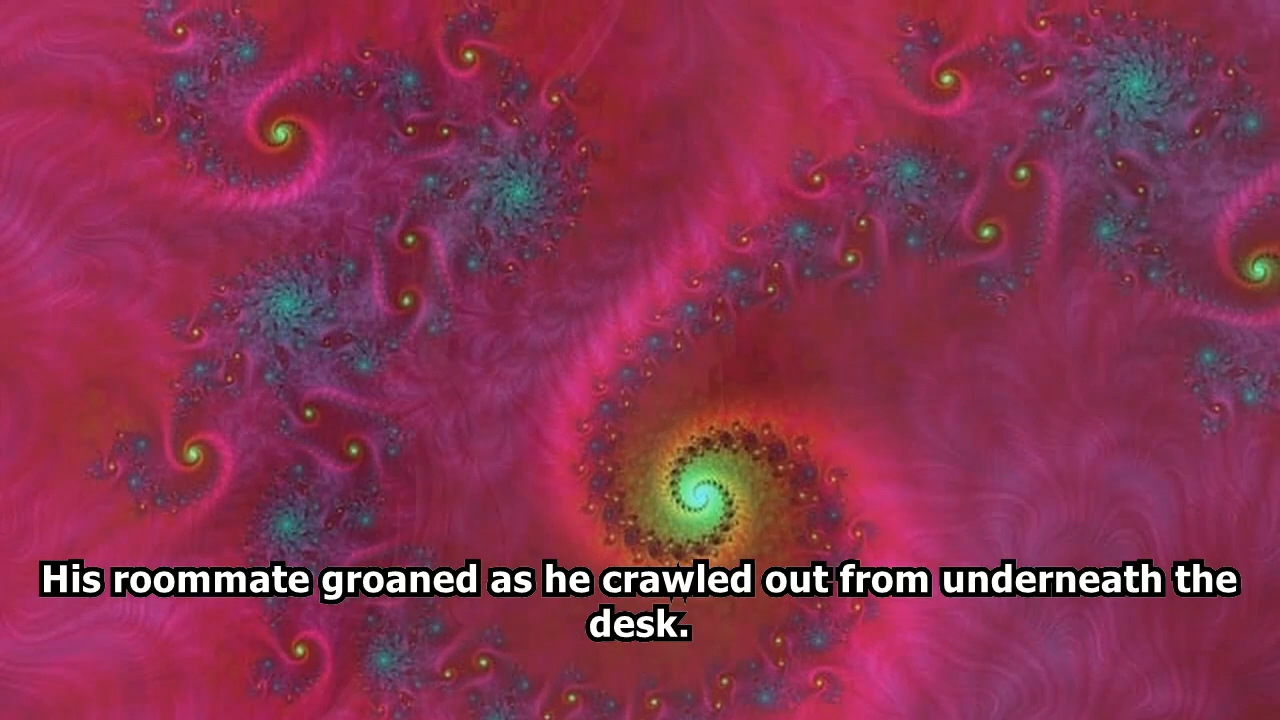 His roommate groaned as he crawled out from underneath the
desk.